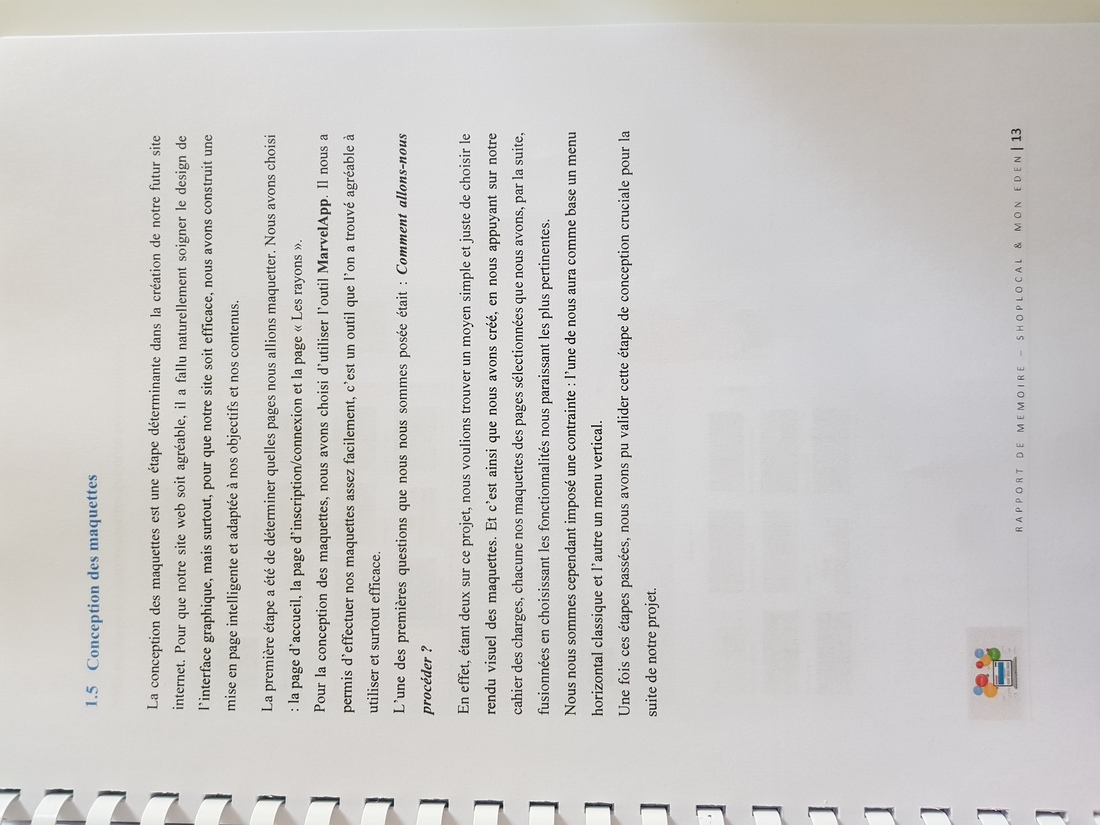 1.5 Conception des maquettes
La conception des maquettes est une étape déterminante dans la création de notre futur site
internet. Pour que notre site web soit agréable, il a fallu naturellement soigner le design de
l’interface graphique, mais surtout, pour que notre site soit efficace, nous avons construit une
mise en page intelligente et adaptée à nos objectifs et nos contenus.
La première étape a été de déterminer quelles pages nous allions maquetter. Nous avons choisi
: la page d’accueil, la page d’inscription/connexion et la page « Les rayons ».
Pour la conception des maquettes, nous avons choisi d’utiliser l’outil MarvelApp. Il nous a
permis d’effectuer nos maquettes assez facilement, c’est un outil que l’on a trouvé agréable à
utiliser et surtout efficace.
L’une des premières questions que nous nous sommes posée était : Comment allons-nous
procéder ?
En effet, étant deux sur ce projet, nous voulions trouver un moyen simple et juste de choisir le
rendu visuel des maquettes. Et c’est ainsi que nous avons créé, en nous appuyant sur notre
cahier des charges, chacune nos maquettes des pages sélectionnées que nous avons, par la suite,
fusionnées en choisissant les fonctionnalités nous paraissant les plus pertinentes.
Nous nous sommes cependant imposé une contrainte : l’une de nous aura comme base un menu
horizontal classique et l’autre un menu vertical.
Une fois ces étapes passées, nous avons pu valider cette étape de conception cruciale pour la
suite de notre projet.
RAPPORT DE MEMOIRE – SHOPLOCAL & MON EDEN | 13